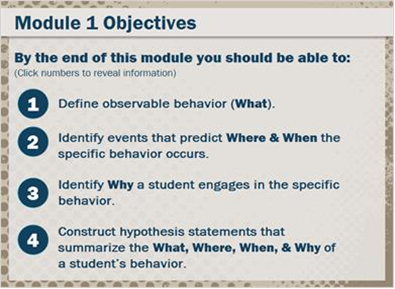 Module 1 Objectives
By the end of this module you should be able to:
(Click numbers to reveal information)
1 Define observable behavior (What).
2 Identify events that predict Where & When the
specific behavior occurs.
3 Identify Why a student engages in the specific
behavior.
4 Construct hypothesis statements that
summarize the What, Where, When, & Why of
a student's behavior.